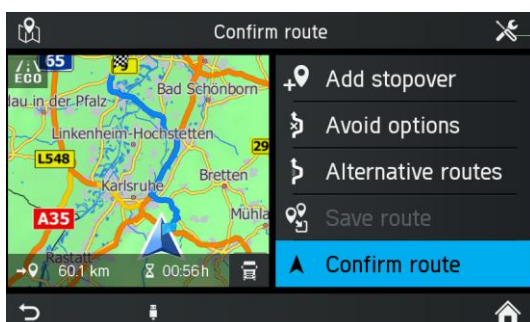 Confirm route
65
ECO
Bad Schönborn
dau in der Pfalz
Linkenheim-Hochstetten
29
L548
Bretten
Karlsruhe
A35
Mühla
Rastatt
60.1 km
00:56h
Add stopover
Avoid options
Alternative routes
Save route
Confirm route